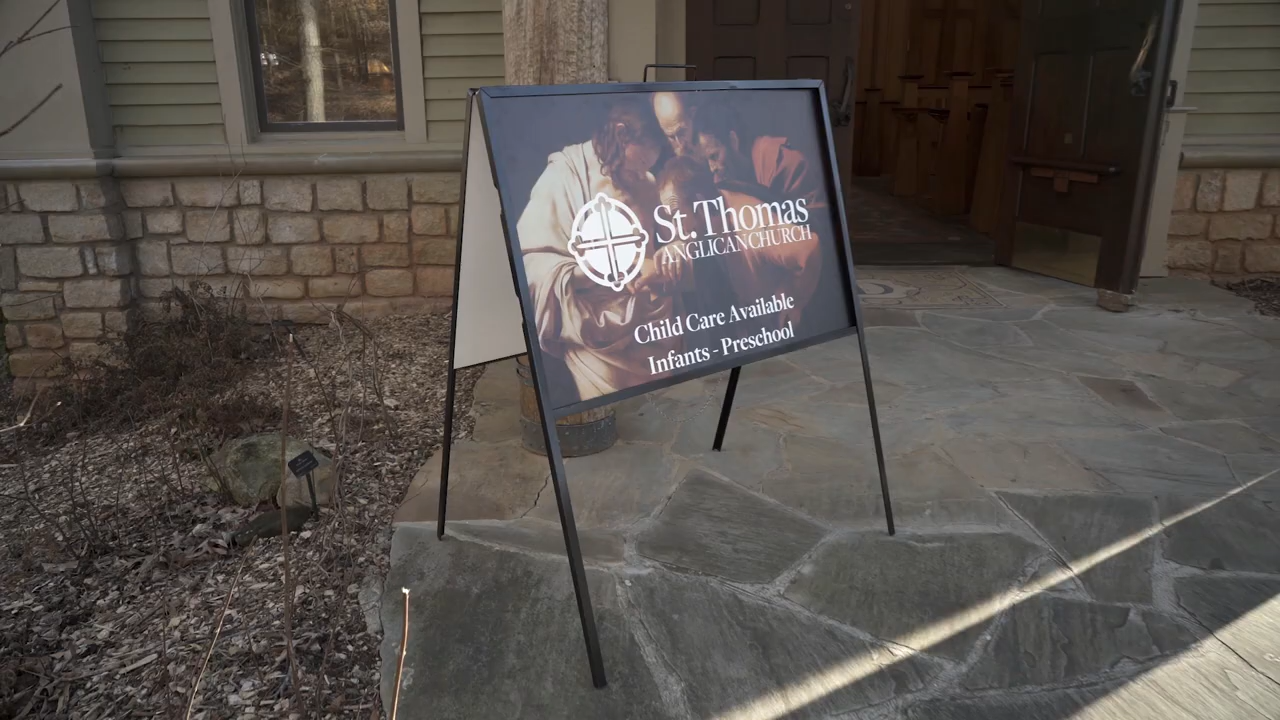 St. Thomas
ANGLICAN CHURCH
Child Care Available
Infants - Preschool